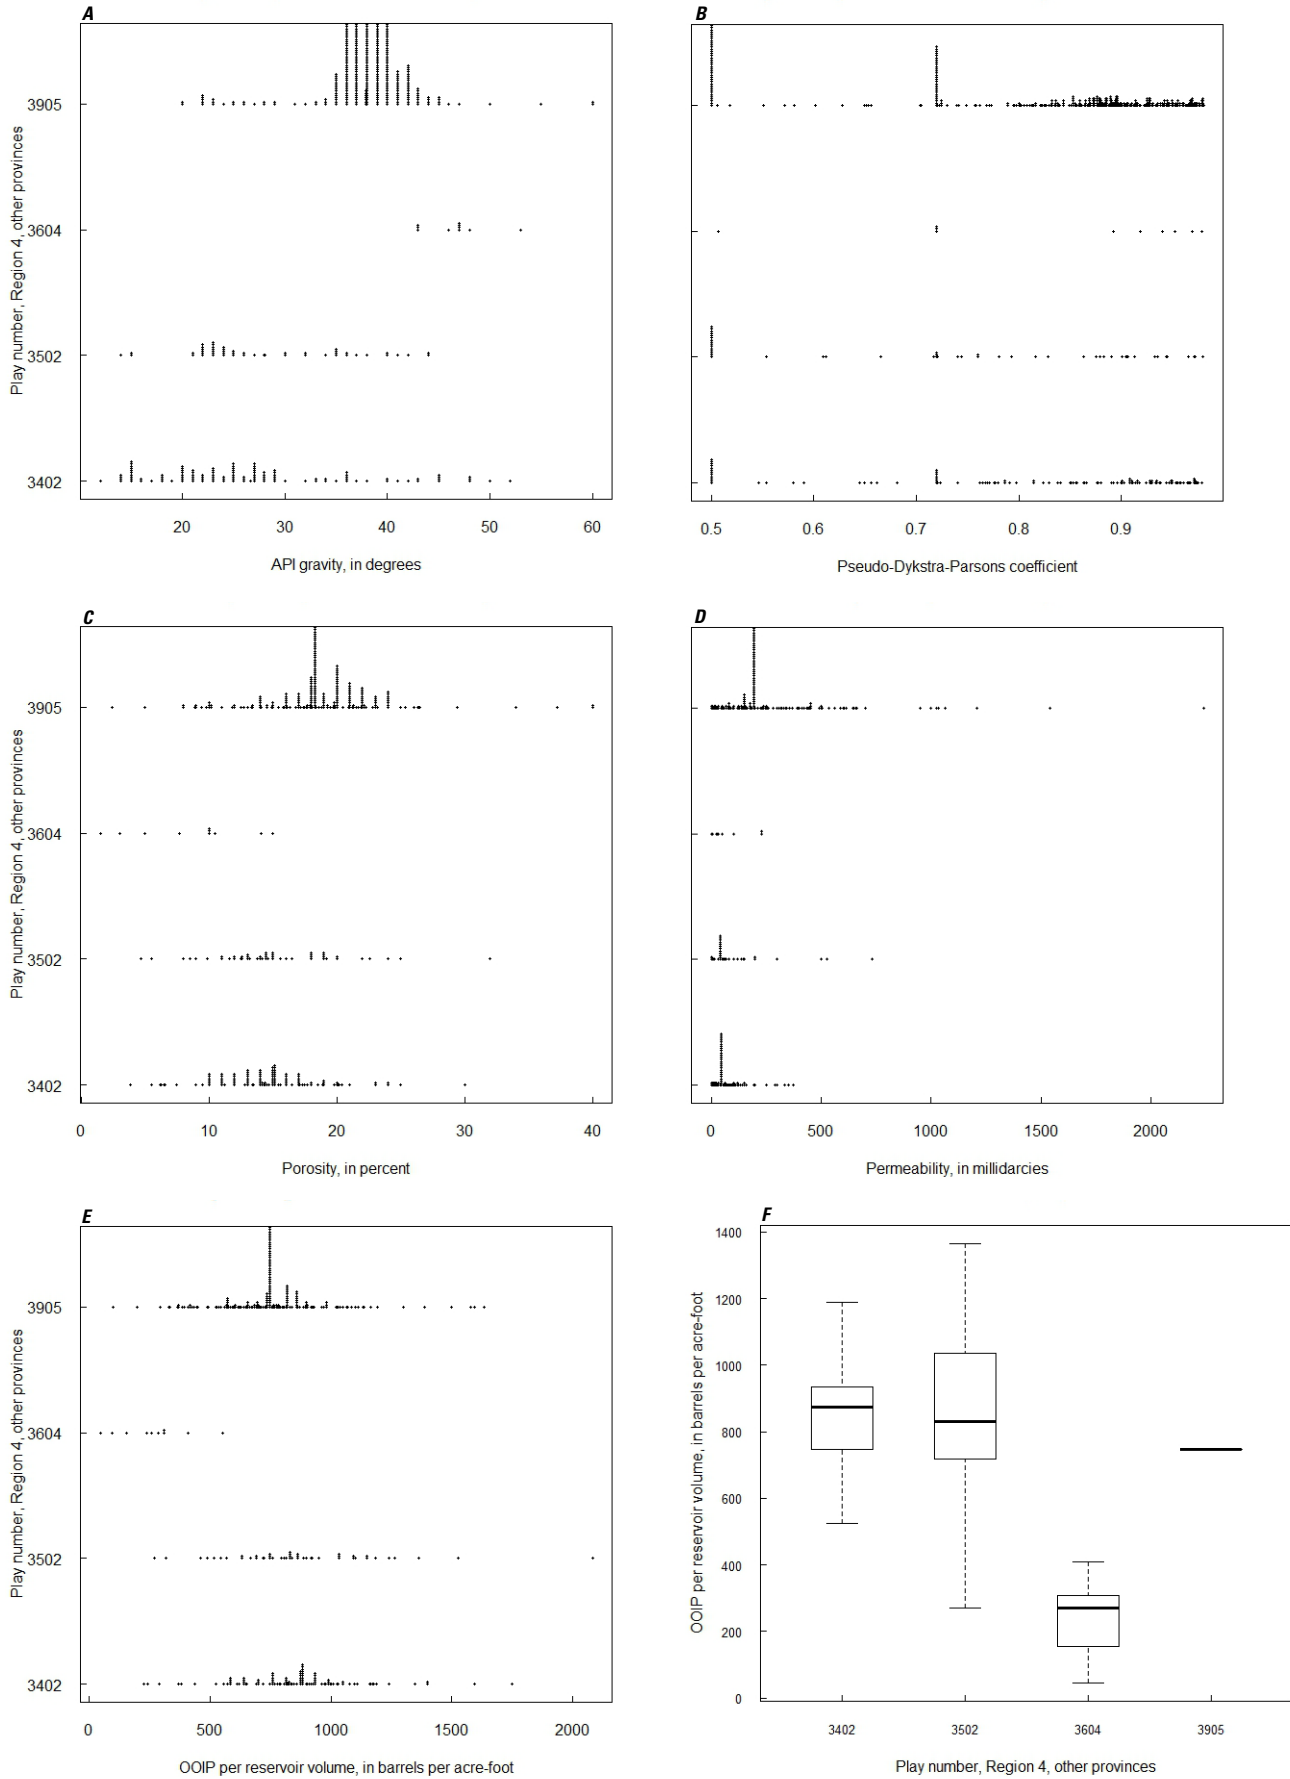 A
Play number, Region 4, other provinces
3905
3604
3502
3402
20 30 40 50 60
API gravity, in degrees
B
0.5 0.6 0.7 0.8 0.9
Pseudo-Dykstra-Parsons coefficient
C
Play number, Region 4, other provinces
3905
3604
3502
3402
0 10 20 30 40
Porosity, in percent
D
0 500 1000 1500 2000
Permeability, in millidarcies
E
Play number, Region 4, other provinces
3905
3604
3502
3402
0 500 1000 1500 2000
OOIP per reservoir volume, in barrels per acre-foot
F
OOIP per reservoir volume, in barrels per acre-foot
1400
1200
1000
800
600
400
200
0
3402 3502 3604 3905
Play number, Region 4, other provinces